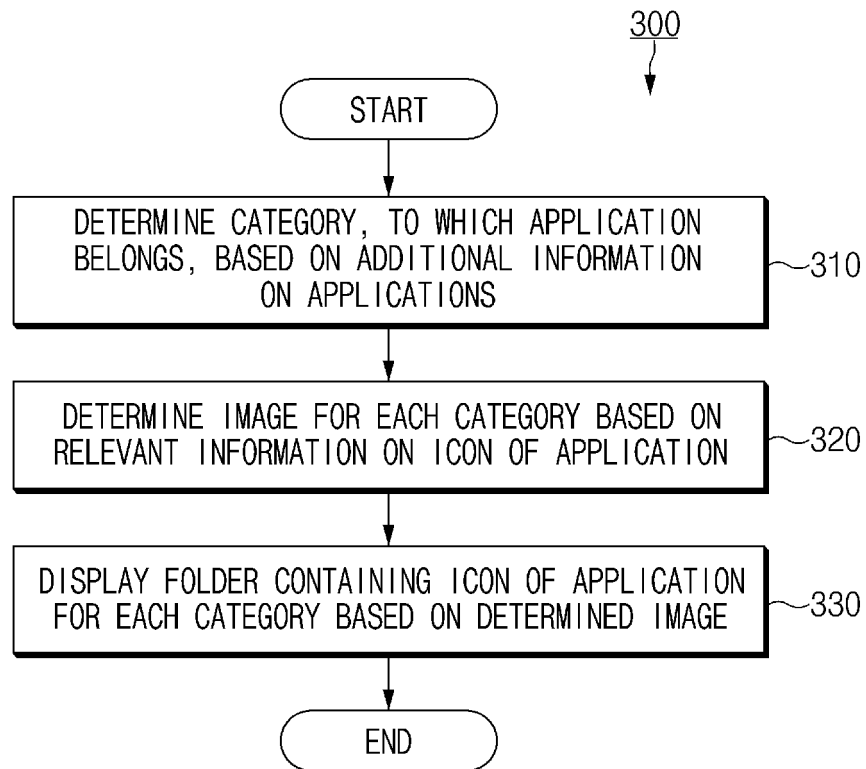 300
START
DETERMINE CATEGORY, TO WHICH APPLICATION
BELONGS, BASED ON ADDITIONAL INFORMATION
ON APPLICATIONS
310
DETERMINE IMAGE FOR EACH CATEGORY BASED ON
RELEVANT INFORMATION ON ICON OF APPLICATION
320
DISPLAY FOLDER CONTAINING ICON OF APPLICATION
FOR EACH CATEGORY BASED ON DETERMINED IMAGE
330
END